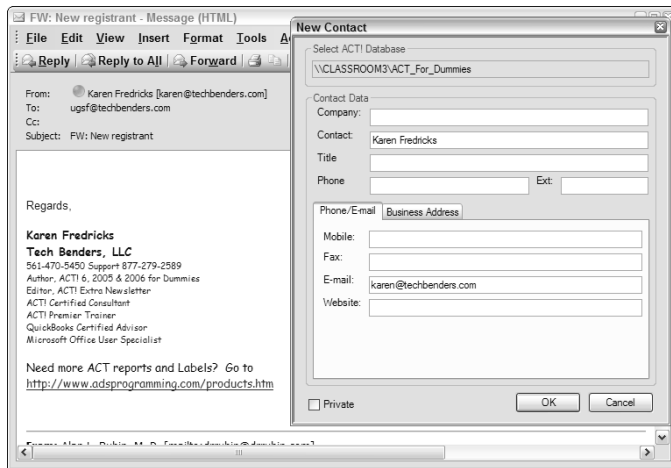 FW: New registrant - Message (HTML)
File Edit View Insert Format Tools
Reply Reply to All Forward
From: Karen Fredricks [karen@techbenders.com]
To: ugsf@techbenders.com
Cc:
Subject: FW: New registrant
Regards,
Karen Fredricks
Tech Benders, LLC
561-470-5450 Support 877-279-2589
Author, ACT! 6, 2005 & 2006 for Dummies
Editor, ACT! Extra Newsletter
ACT! Certified Consultant
ACT! Premier Trainer
QuickBooks Certified Advisor
Microsoft Office User Specialist
Need more ACT reports and Labels? Go to
http://www.adsprogramming.com/products.htm
New Contact
Select ACT! Database
\\CLASSROOM3\ACT_For_Dummies
Contact Data
Company:
Contact: Karen Fredricks
Title
Phone Ext:
Phone/E-mail Business Address
Mobile:
Fax:
E-mail: karen@techbenders.com
Website:
Private OK Cancel